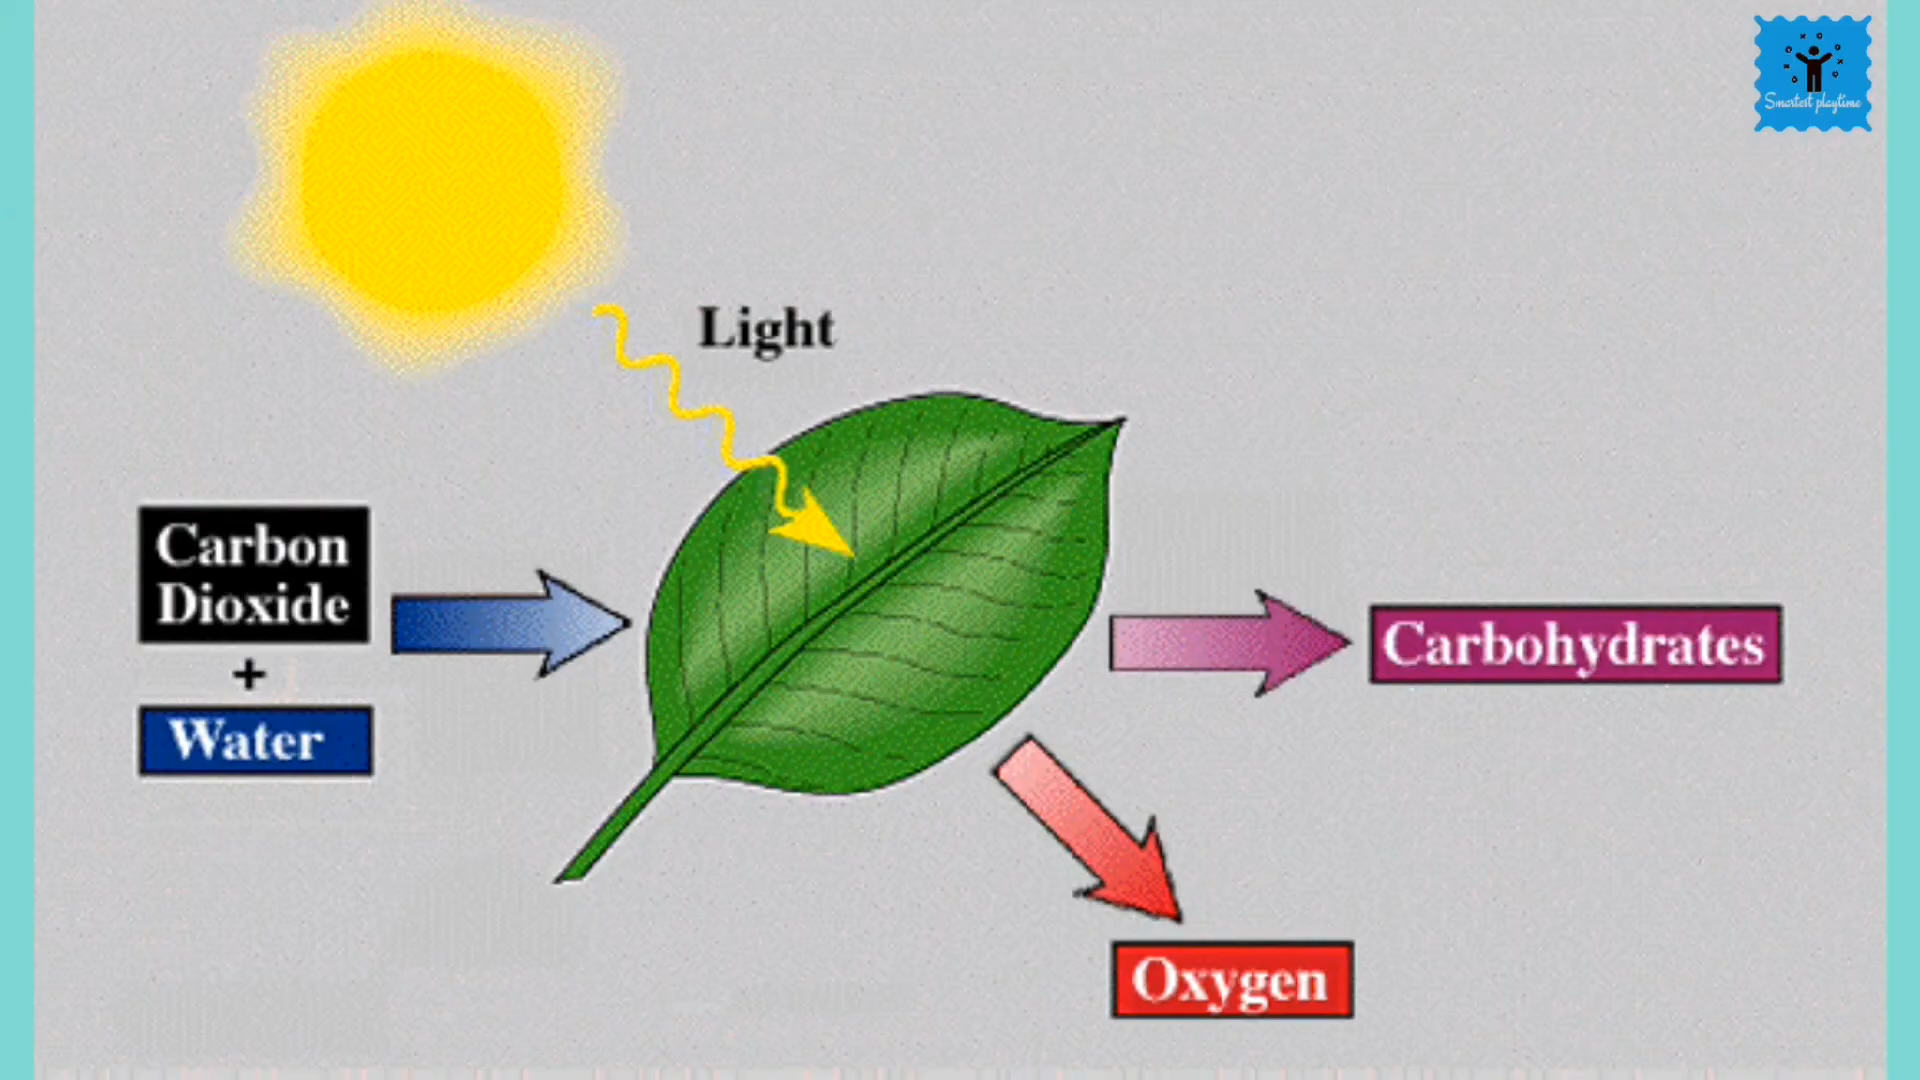 Smartest playtime
Light
Carbon
Dioxide
+
Water
Carbohydrates
Oxygen